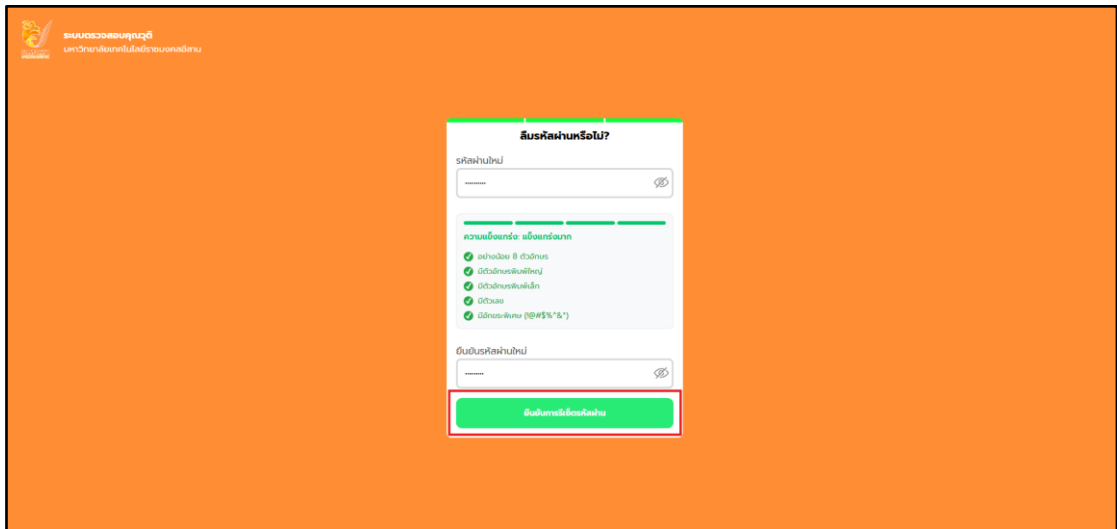 ระบบตรวจสอบคุณวุฒิ
มหาวิทยาลัยเทคโนโลยีราชมงคลอีสาน
ลืมรหัสผ่านหรือไม่?
รหัสผ่านใหม่
ความแข็งแกร่ง: แข็งแกร่งมาก
อย่างน้อย 8 ตัวอักษร
มีตัวอักษรพิมพ์ใหญ่
มีตัวอักษรพิมพ์เล็ก
มีตัวเลข
มีอักขระพิเศษ (!@#$%^&*)
ยืนยันรหัสผ่านใหม่
ยืนยันการรีเซ็ตรหัสผ่าน